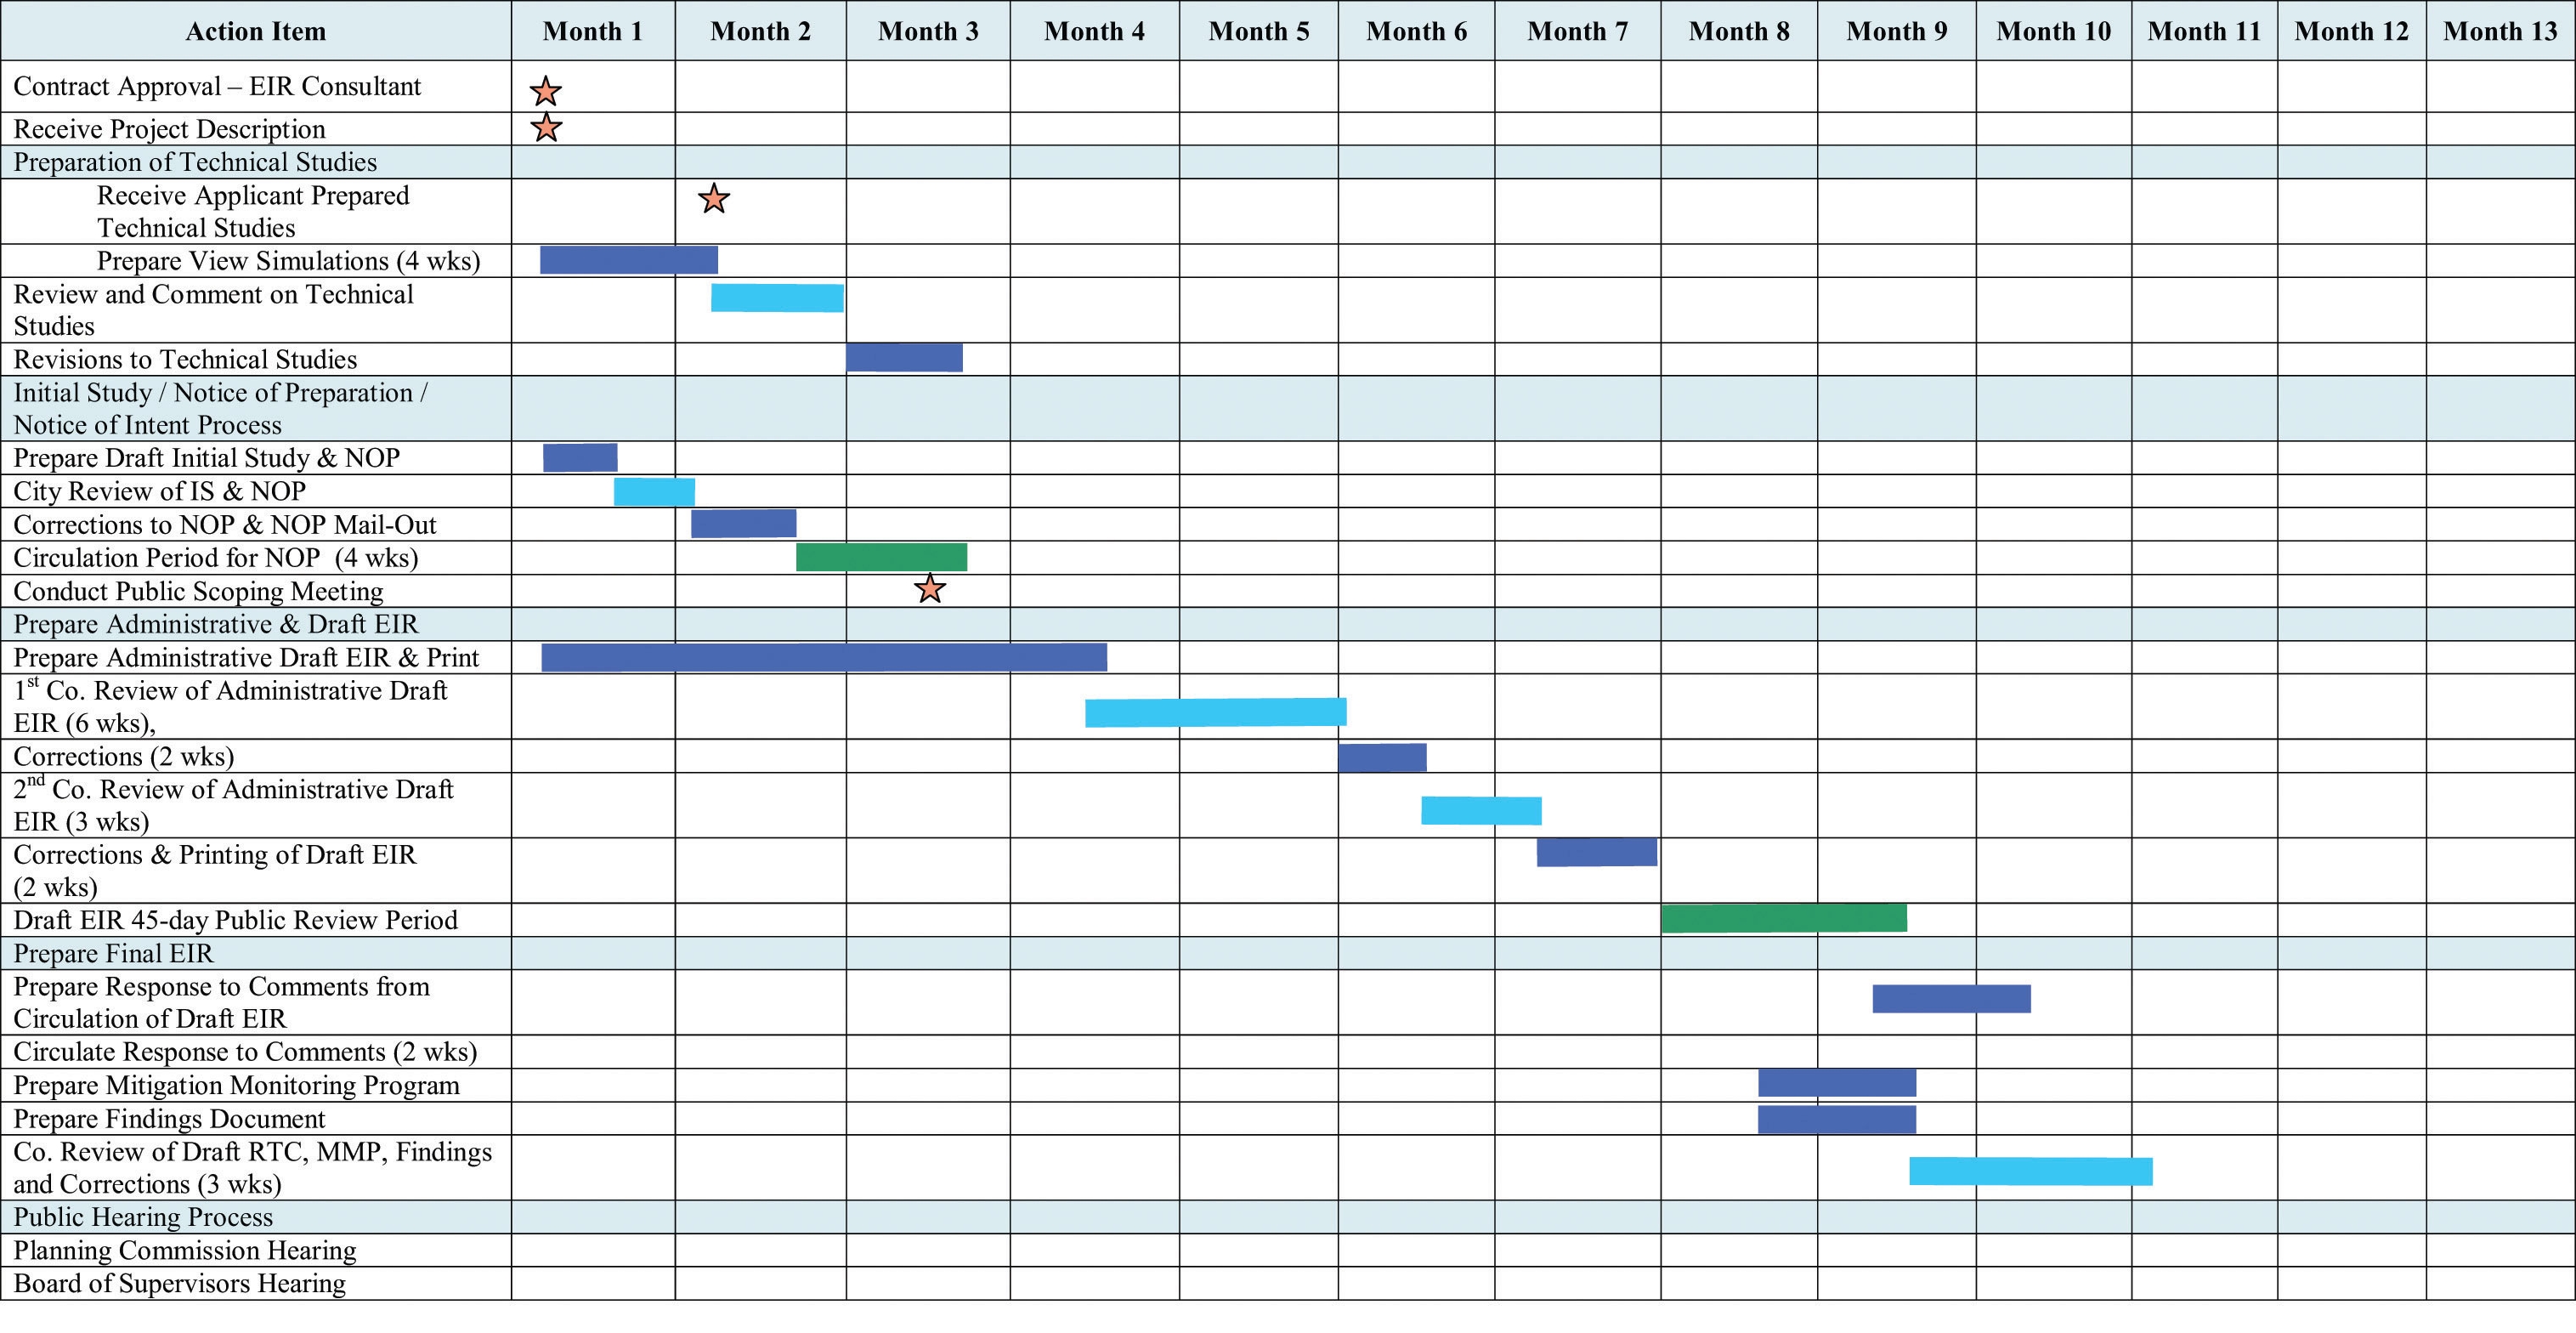 Action Item Month 1 Month 2 Month 3 Month 4 Month 5 Month 6 Month 7 Month 8 Month 9 Month 10 Month 11 Month 12 Month 13
Contract Approval – EIR Consultant
Receive Project Description
Preparation of Technical Studies
Receive Applicant Prepared
Technical Studies
Prepare View Simulations (4 wks)
Review and Comment on Technical
Studies
Revisions to Technical Studies
Initial Study / Notice of Preparation /
Notice of Intent Process
Prepare Draft Initial Study & NOP
City Review of IS & NOP
Corrections to NOP & NOP Mail-Out
Circulation Period for NOP (4 wks)
Conduct Public Scoping Meeting
Prepare Administrative & Draft EIR
Prepare Administrative Draft EIR & Print
1st Co. Review of Administrative Draft
EIR (6 wks),
Corrections (2 wks)
2nd Co. Review of Administrative Draft
EIR (3 wks)
Corrections & Printing of Draft EIR
(2 wks)
Draft EIR 45-day Public Review Period
Prepare Final EIR
Prepare Response to Comments from
Circulation of Draft EIR
Circulate Response to Comments (2 wks)
Prepare Mitigation Monitoring Program
Prepare Findings Document
Co. Review of Draft RTC, MMP, Findings
and Corrections (3 wks)
Public Hearing Process
Planning Commission Hearing
Board of Supervisors Hearing